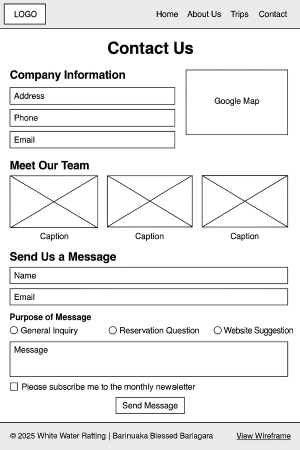 LOGO
Home About Us Trips Contact
Contact Us
Company Information
Address
Phone
Email
Google Map
Meet Our Team
Caption Caption Caption
Send Us a Message
Name
Email
Purpose of Message
General Inquiry Reservation Question Website Suggestion
Message
Please subscribe me to the monthly newsletter
Send Message
© 2025 White Water Rafting | Barinuaka Blessed Bariagara View Wireframe